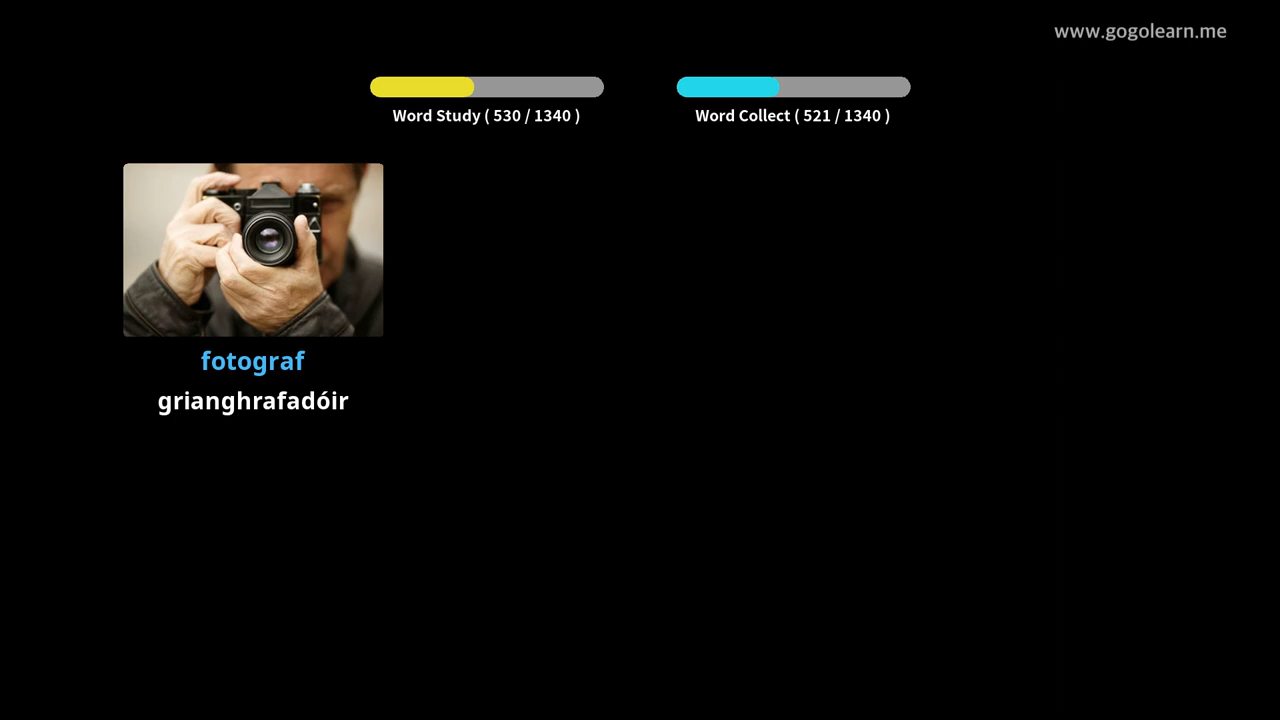 www.gogolearn.me
Word Study ( 530 / 1340 )
Word Collect ( 521 / 1340 )
fotograf
grianghrafadóir